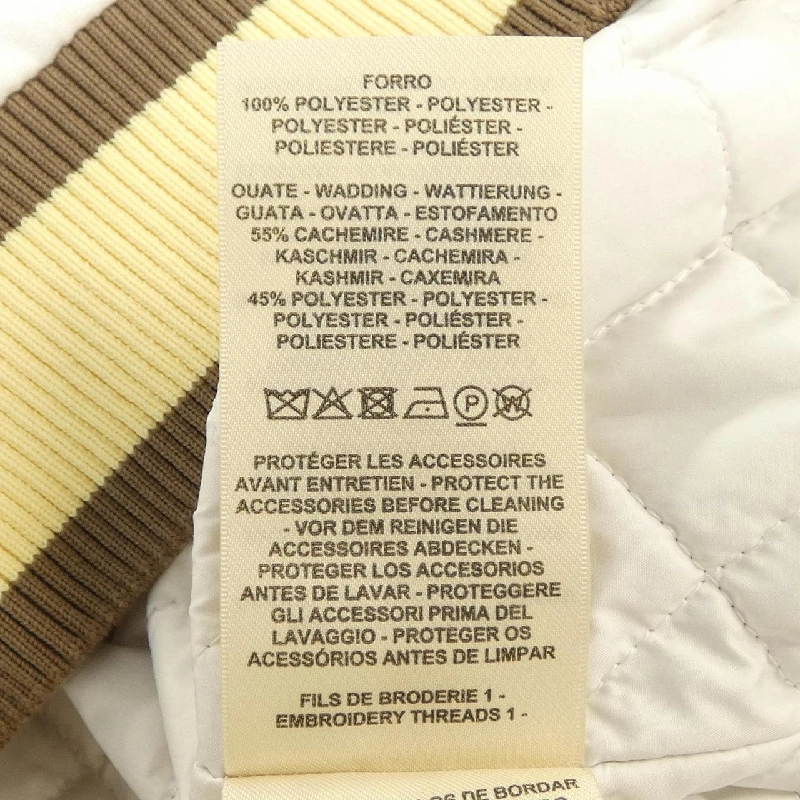 FORRO
100% POLYESTER - POLYESTER -
POLYESTER - POLIÉSTER -
POLIESTERE - POLIÉSTER
OUATE - WADDING - WATTIERUNG -
GUATA - OVATTA - ESTOFAMENTO
55% CACHEMIRE - CASHMERE -
KASCHMIR - CACHEMIRA -
KASHMIR - CAXEMIRA
45% POLYESTER - POLYESTER -
POLYESTER - POLIÉSTER -
POLIESTERE - POLIÉSTER
P W
PROTÉGER LES ACCESSOIRES
AVANT ENTRETIEN - PROTECT THE
ACCESSORIES BEFORE CLEANING
- VOR DEM REINIGEN DIE
ACCESSOIRES ABDECKEN -
PROTEGER LOS ACCESORIOS
ANTES DE LAVAR - PROTEGGERE
GLI ACCESSORI PRIMA DEL
LAVAGGIO - PROTEGER OS
ACESSÓRIOS ANTES DE LIMPAR
FILS DE BRODERIE 1 -
EMBROIDERY THREADS 1 -
DE BORDAR